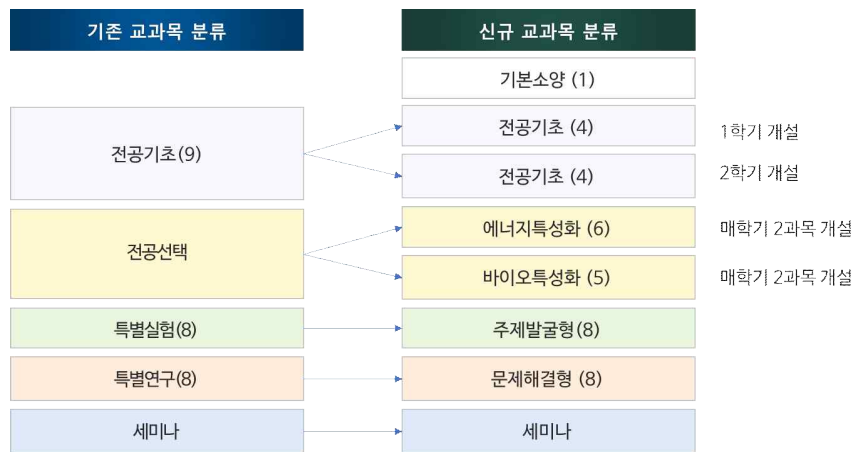 기존 교과목 분류
신규 교과목 분류
기본소양 (1)
전공기초(9)
전공기초 (4)
1학기 개설
전공기초 (4)
2학기 개설
전공선택
에너지특성화 (6)
매학기 2과목 개설
바이오특성화 (5)
매학기 2과목 개설
특별실험(8)
주제발굴형(8)
특별연구(8)
문제해결형 (8)
세미나
세미나